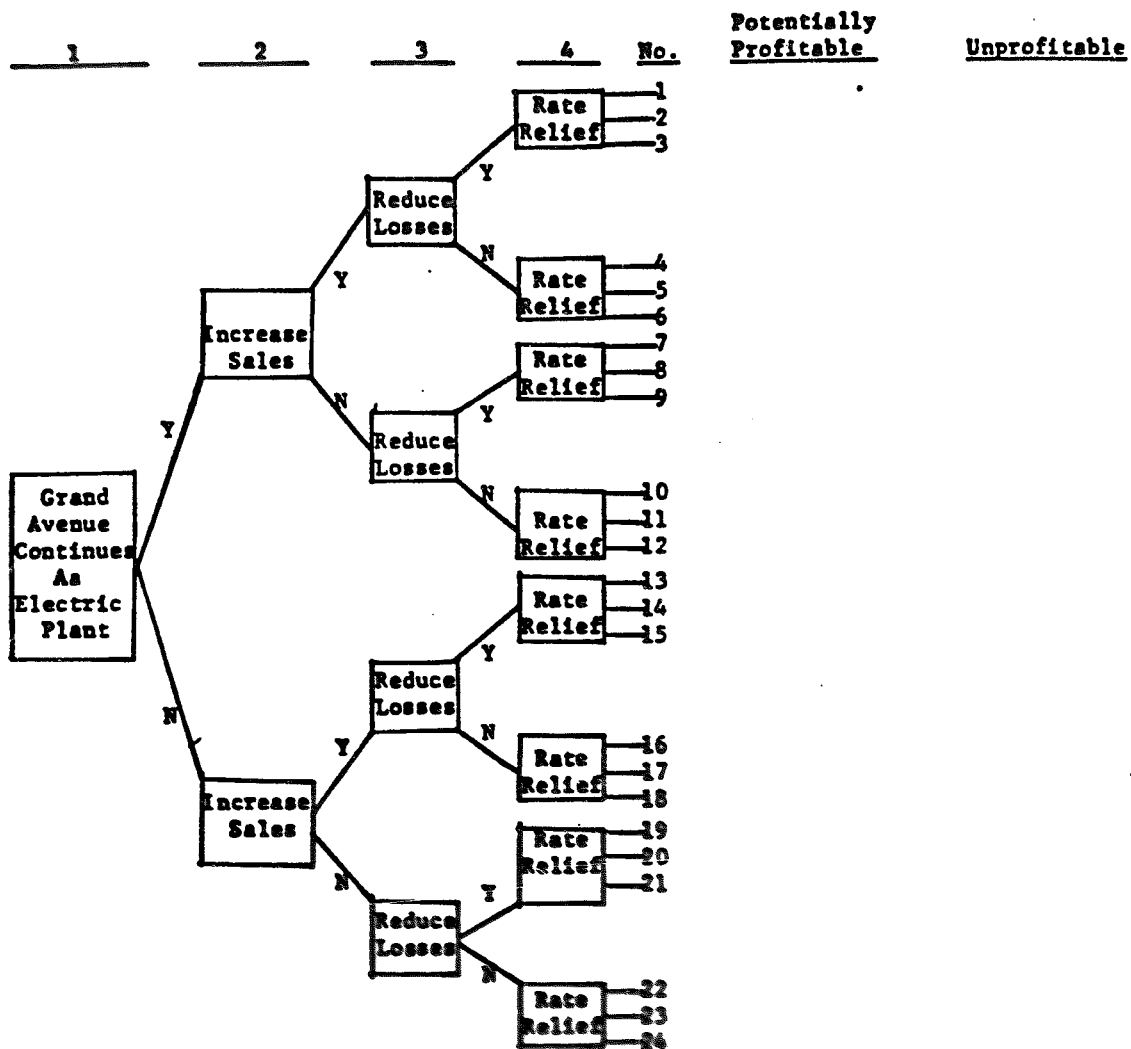 Potentially
1 2 3 4 No. Profitable Unprofitable
Rate
Relief
1
2
3
Y
Reduce
Losses
N
Y
Rate
Relief
4
5
6
Increase
Sales
Rate
Relief
7
8
9
N
Y
Y
Reduce
Losses
N
Rate
Relief
10
11
12
Grand
Avenue
Continues
Aa
Electric
Plant
Rate
Relief
13
14
15
Y
Reduce
Losses
N
N
Y
Rate
Relief
16
17
18
Increase
Sales
Rate
Relief
19
20
21
N
Reduce
Losses
N
Rate
Relief
22
23
24